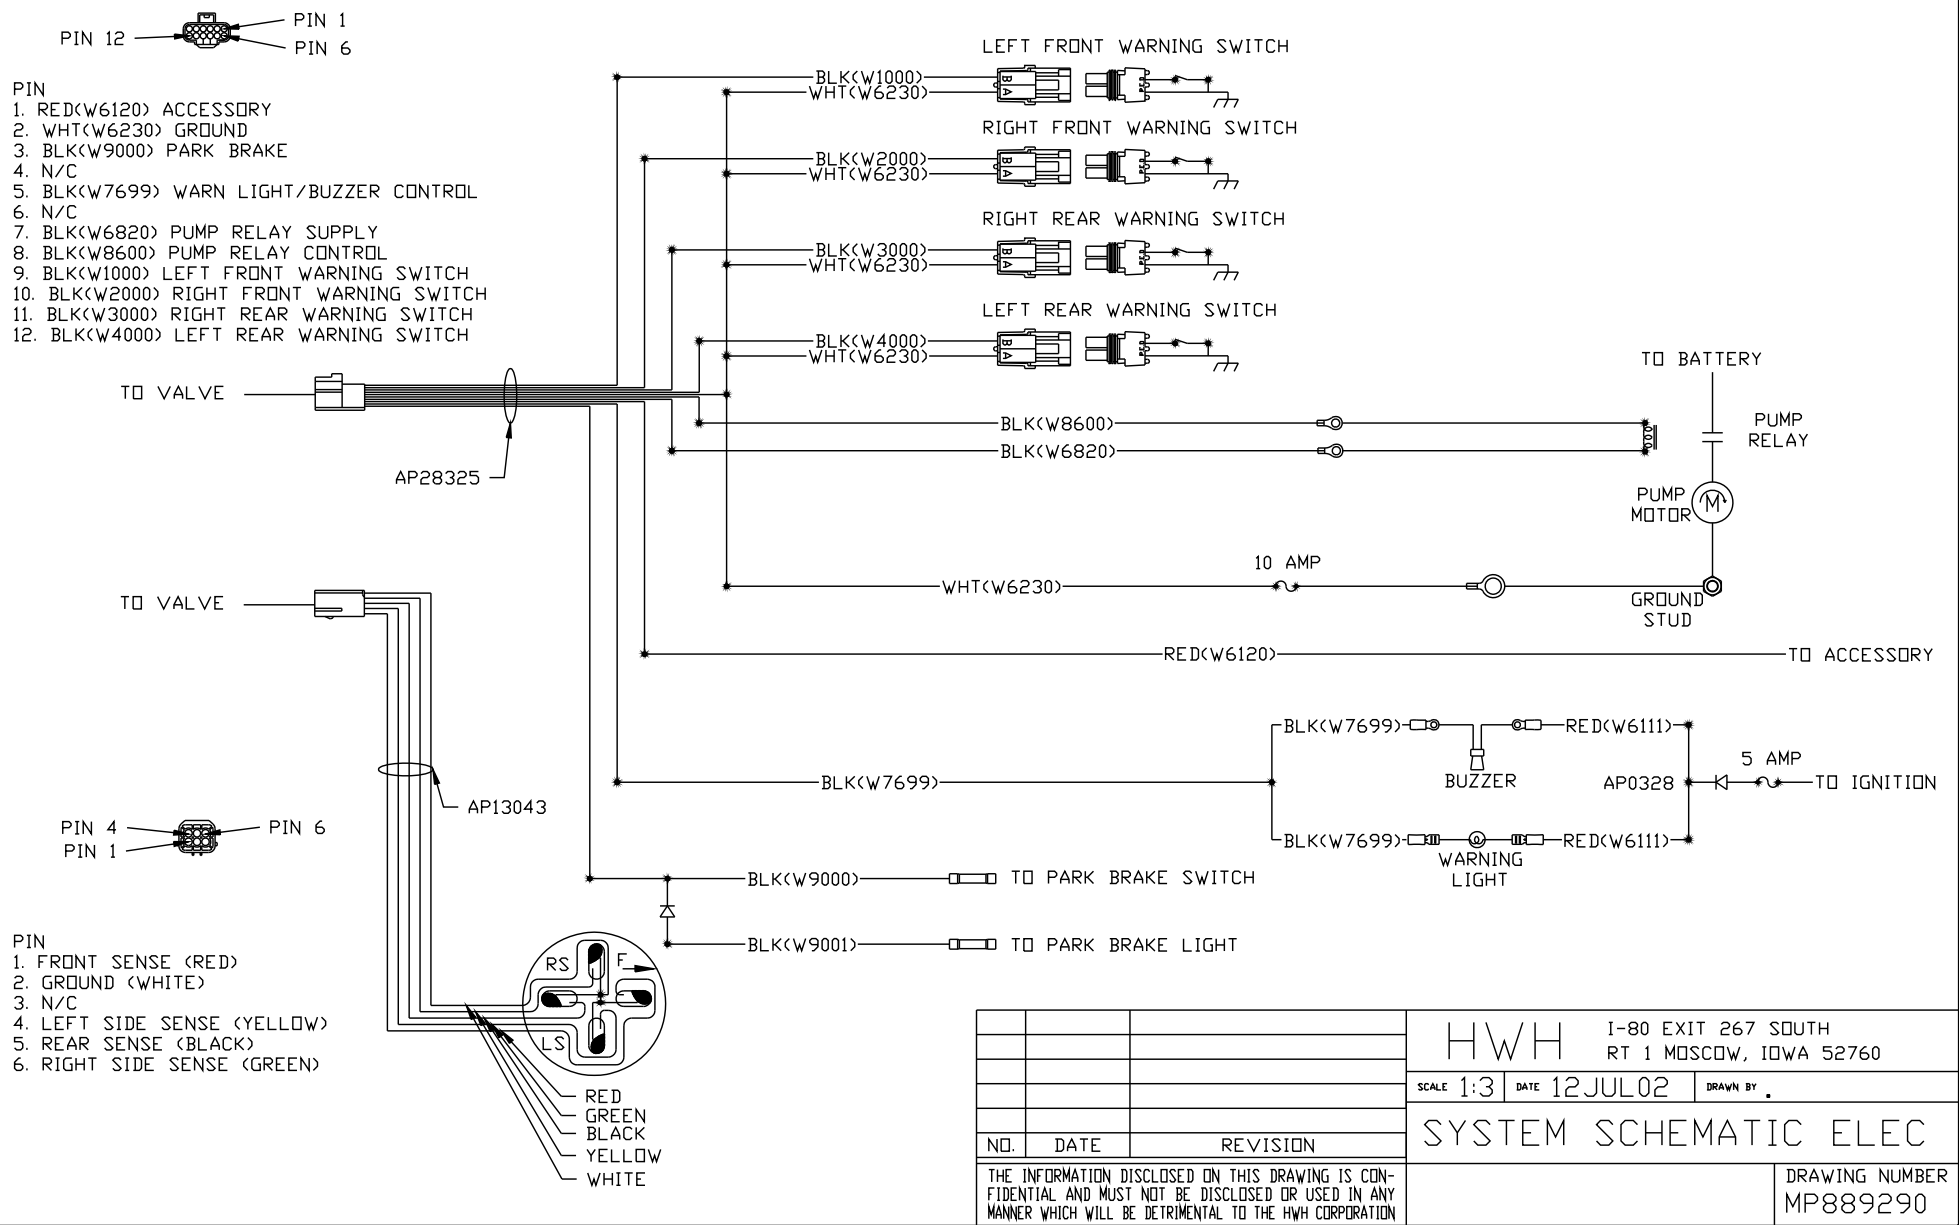 PIN 1
PIN 12
PIN 6
PIN
1. RED(W6120) ACCESSORY
2. WHT(W6230) GROUND
3. BLK(W9000) PARK BRAKE
4. N/C
5. BLK(W7699) WARN LIGHT/BUZZER CONTROL
6. N/C
7. BLK(W6820) PUMP RELAY SUPPLY
8. BLK(W8600) PUMP RELAY CONTROL
9. BLK(W1000) LEFT FRONT WARNING SWITCH
10. BLK(W2000) RIGHT FRONT WARNING SWITCH
11. BLK(W3000) RIGHT REAR WARNING SWITCH
12. BLK(W4000) LEFT REAR WARNING SWITCH
LEFT FRONT WARNING SWITCH
BLK(W1000)
WHT(W6230)
B
A
RIGHT FRONT WARNING SWITCH
BLK(W2000)
WHT(W6230)
B
A
RIGHT REAR WARNING SWITCH
BLK(W3000)
WHT(W6230)
B
A
LEFT REAR WARNING SWITCH
BLK(W4000)
WHT(W6230)
B
A
TO VALVE
AP28325
TO BATTERY
BLK(W8600)
BLK(W6820)
PUMP
RELAY
PUMP
MOTOR
M
10 AMP
WHT(W6230)
GROUND
STUD
TO VALVE
RED(W6120)
TO ACCESSORY
BLK(W7699)
RED(W6111)
BUZZER
BLK(W7699)
AP0328
5 AMP
TO IGNITION
BLK(W7699)
RED(W6111)
WARNING
LIGHT
AP13043
PIN 4
PIN 6
PIN 1
BLK(W9000)
TO PARK BRAKE SWITCH
BLK(W9001)
TO PARK BRAKE LIGHT
PIN
1. FRONT SENSE (RED)
2. GROUND (WHITE)
3. N/C
4. LEFT SIDE SENSE (YELLOW)
5. REAR SENSE (BLACK)
6. RIGHT SIDE SENSE (GREEN)
RS
F
LS
RED
GREEN
BLACK
YELLOW
WHITE
NO. DATE REVISION
THE INFORMATION DISCLOSED ON THIS DRAWING IS CON-
FIDENTIAL AND MUST NOT BE DISCLOSED OR USED IN ANY
MANNER WHICH WILL BE DETRIMENTAL TO THE HWH CORPORATION
HWH
I-80 EXIT 267 SOUTH
RT 1 MOSCOW, IOWA 52760
SCALE 1:3 DATE 12JUL02 DRAWN BY .
SYSTEM SCHEMATIC ELEC
DRAWING NUMBER
MP889290